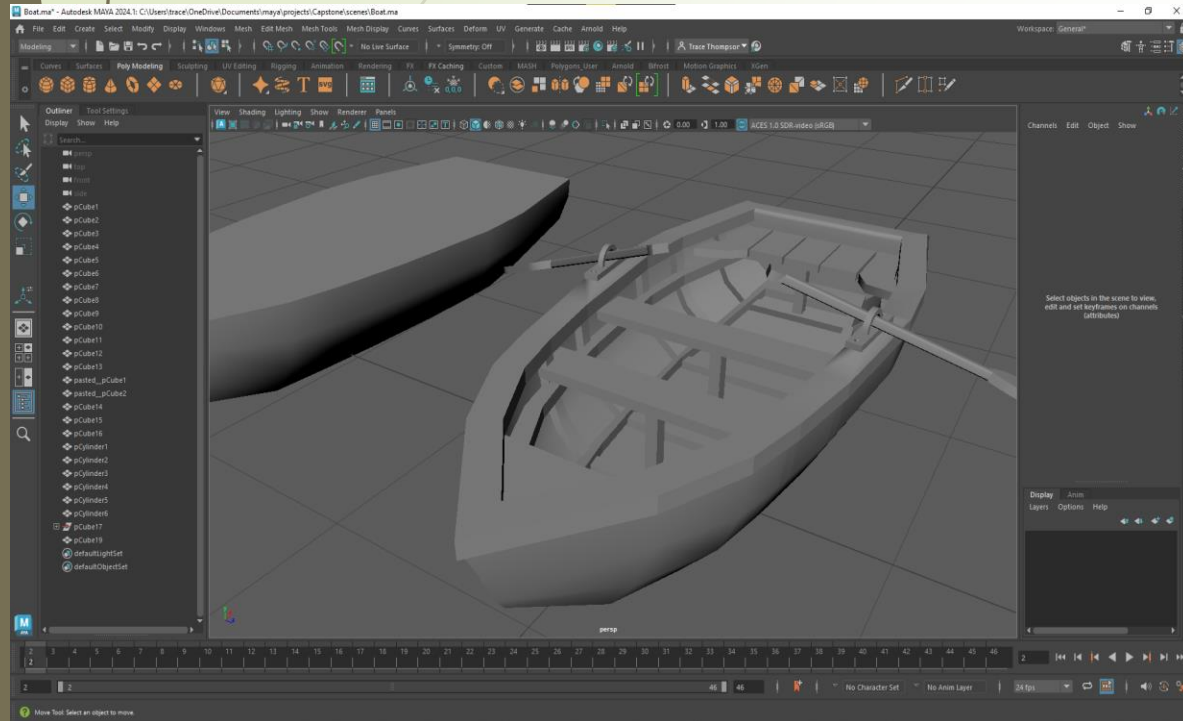 Boat.ma* - Autodesk MAYA 2024.1: C:\Users\trace\OneDrive\Documents\maya\projects\Capstone\scenes\Boat.ma
File Edit Create Select Modify Display Windows Mesh Edit Mesh Mesh Tools Mesh Display Curves Surfaces Deform UV Generate Cache Arnold Help
Workspace: General*
Modeling No Live Surface Symmetry: Off Trace Thompson
Curves Surfaces Poly Modeling Sculpting UV Editing Rigging Animation Rendering FX FX Caching Custom MASH Polygons_User Arnold Bifrost Motion Graphics XGen
T SVG 0,0,0
Outliner Tool Settings
Display Show Help
Search...
persp
top
front
side
pCube1
pCube2
pCube3
pCube4
pCube5
pCube6
pCube7
pCube8
pCube9
pCube10
pCube11
pCube12
pCube13
pasted__pCube1
pasted__pCube2
pCube14
pCube15
pCube16
pCylinder1
pCylinder2
pCylinder3
pCylinder4
pCylinder5
pCylinder6
pCube17
pCube19
defaultLightSet
defaultObjectSet
View Shading Lighting Show Renderer Panels
0.00 1.00 ACES 1.0 SDR-video (sRGB)
persp
Channels Edit Object Show
Select objects in the scene to view,
edit and set keyframes on channels
(attributes)
Display Anim
Layers Options Help
M
2 3 4 5 6 7 8 9 10 11 12 13 14 15 16 17 18 19 20 21 22 23 24 25 26 27 28 29 30 31 32 33 34 35 36 37 38 39 40 41 42 43 44 45 46
2
2
2 2 46 46 No Character Set No Anim Layer 24 fps
Move Tool: Select an object to move.